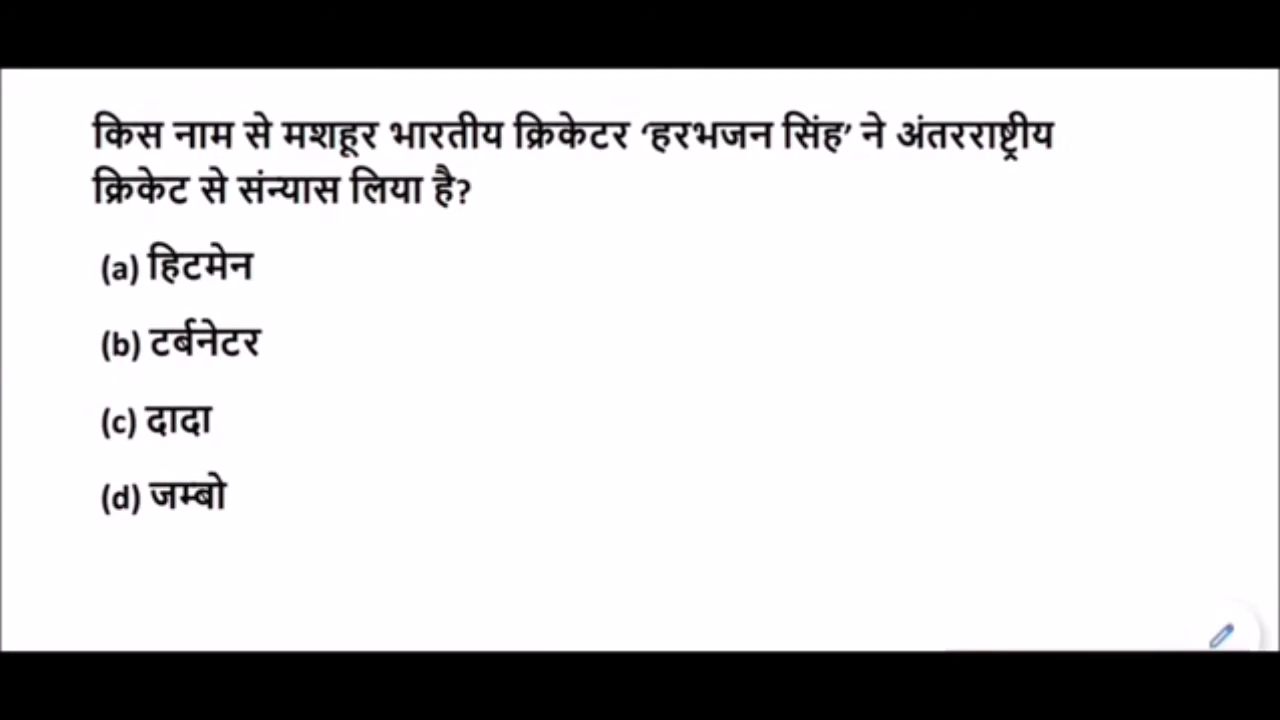 किस नाम से मशहूर भारतीय क्रिकेटर ‘हरभजन सिंह’ ने अंतरराष्ट्रीय
क्रिकेट से संन्यास लिया है?
(a) हिटमेन
(b) टर्बनेटर
(c) दादा
(d) जम्बो